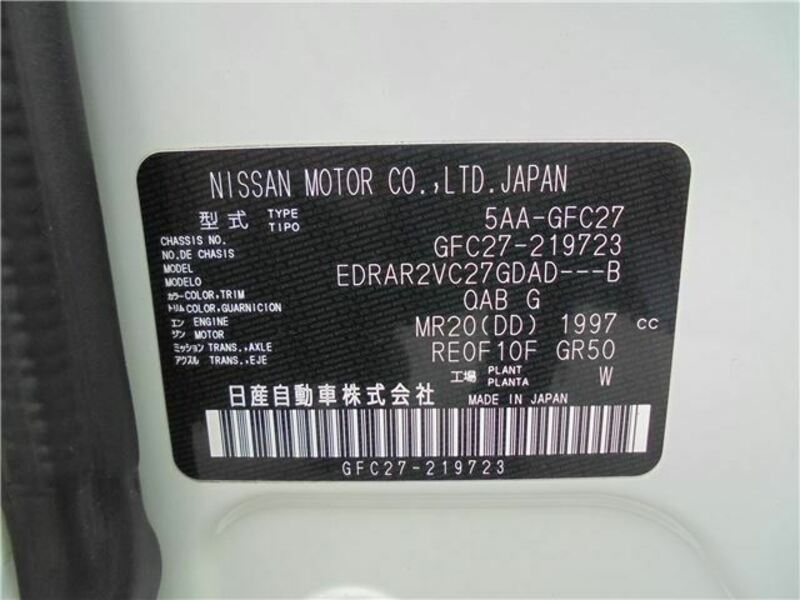 NISSAN MOTOR CO.,LTD.JAPAN
型式 TYPE TIPO 5AA-GFC27
CHASSIS NO. NO.DE CHASIS GFC27-219723
MODEL MODELO EDRAR2VC27GDAD---B
カラー COLOR,TRIM トリム COLOR,GUARNICION QAB G
エン ENGINE ジン MOTOR MR20(DD) 1997 cc
ミッション TRANS.,AXLE アクスル TRANS.,EJE RE0F10F GR50
工場 PLANT PLANTA W
日産自動車株式会社 MADE IN JAPAN
GFC27-219723